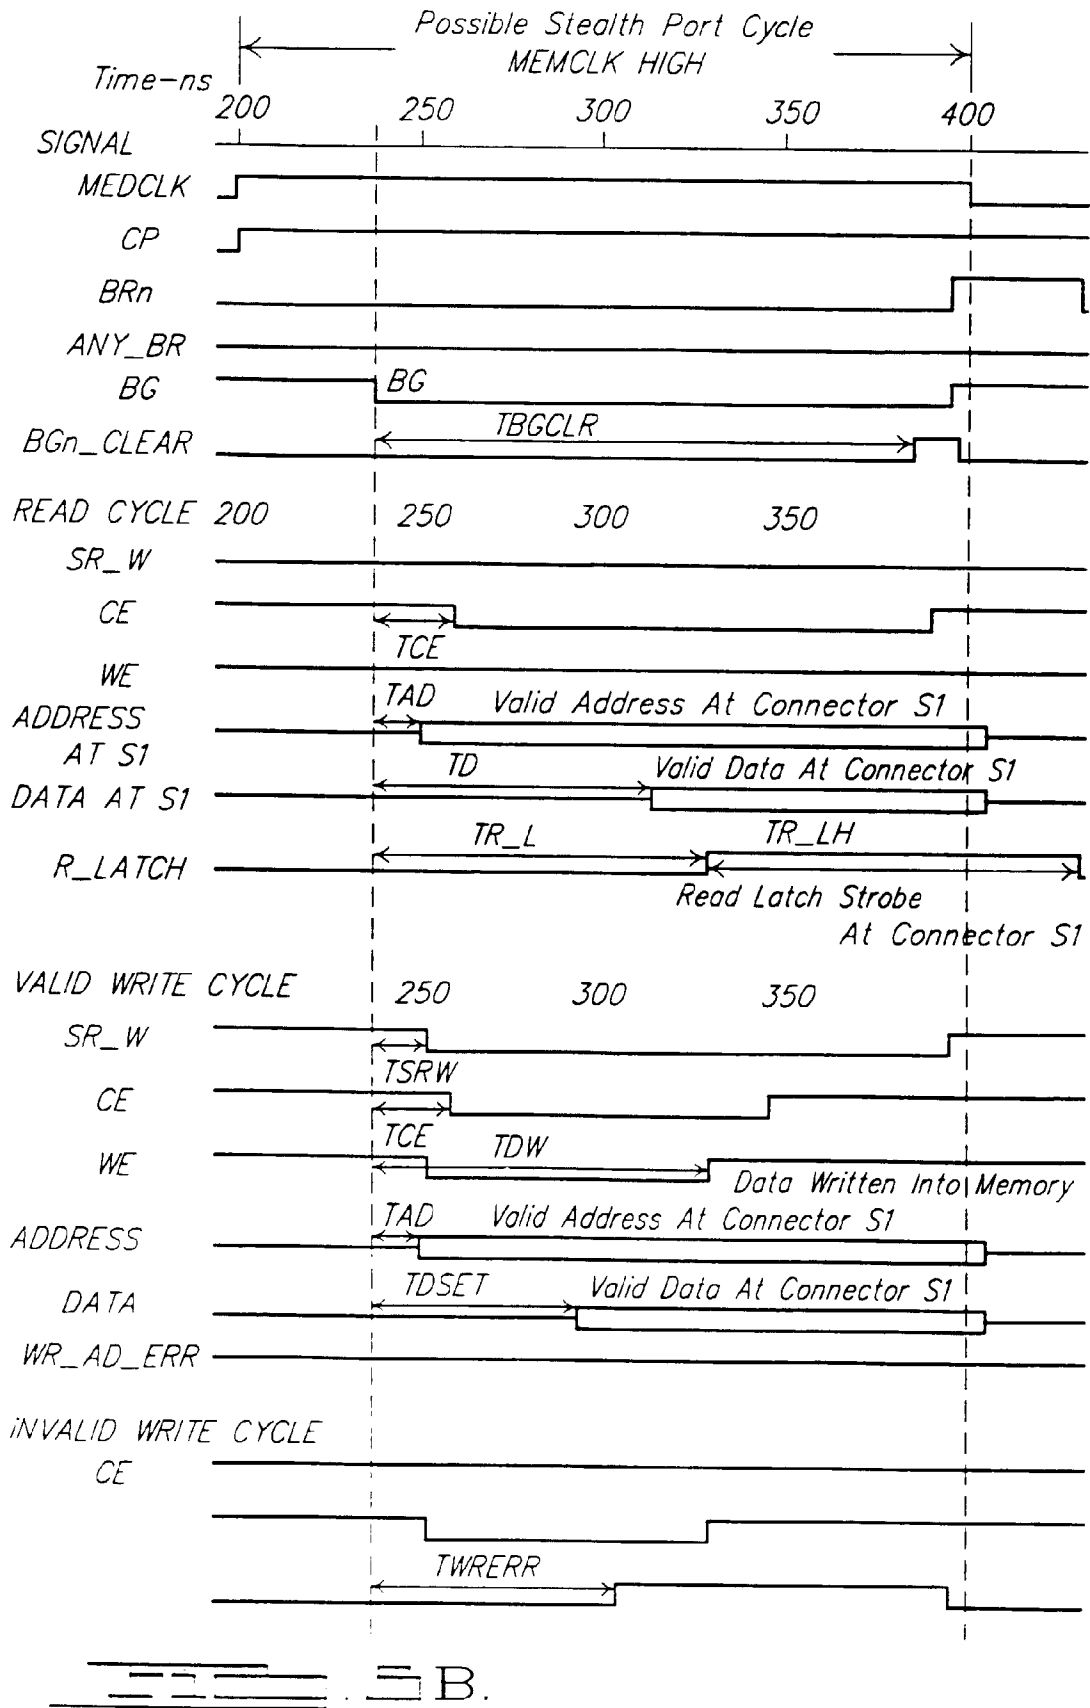 Possible Stealth Port Cycle
MEMCLK HIGH
Time-ns
200 250 300 350 400
SIGNAL
MEDCLK
CP
BRn
ANY_BR
BG BG
TBGCLR
BGn_CLEAR
READ CYCLE 200 250 300 350
SR_W
CE
TCE
WE
TAD Valid Address At Connector S1
ADDRESS
AT S1
TD Valid Data At Connector S1
DATA AT S1
TR_L TR_LH
R_LATCH
Read Latch Strobe
At Connector S1
VALID WRITE CYCLE 250 300 350
SR_W
TSRW
CE
TCE TDW
WE
Data Written Into Memory
TAD Valid Address At Connector S1
ADDRESS
TDSET Valid Data At Connector S1
DATA
WR_AD_ERR
INVALID WRITE CYCLE
CE
TWRERR
B.